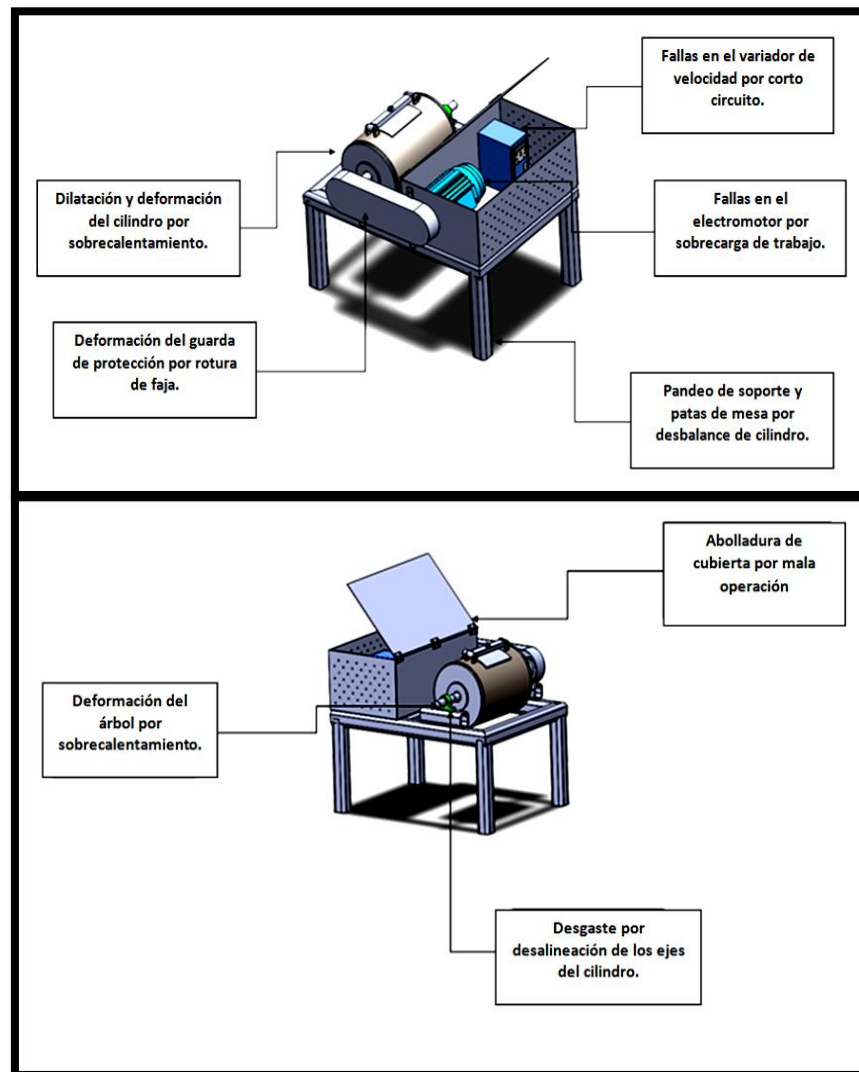 Fallas en el variador de
velocidad por corto
circuito.
Dilatación y deformación
del cilindro por
sobrecalentamiento.
Fallas en el
electromotor por
sobrecarga de trabajo.
Deformación del guarda
de protección por rotura
de faja.
Pandeo de soporte y
patas de mesa por
desbalance de cilindro.
Abolladura de
cubierta por mala
operación
Deformación del
árbol por
sobrecalentamiento.
Desgaste por
desalineación de los ejes
del cilindro.